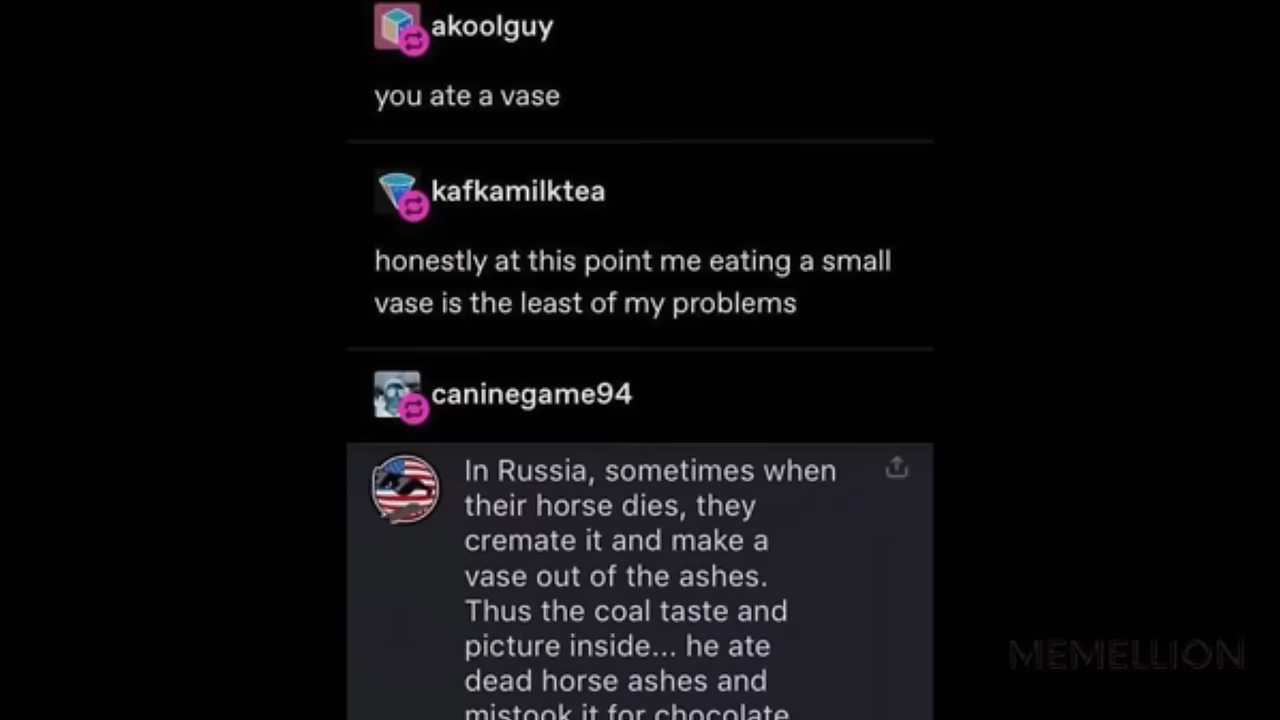 akoolguy
you ate a vase
kafkamilktea
honestly at this point me eating a small
vase is the least of my problems
caninegame94
In Russia, sometimes when
their horse dies, they
cremate it and make a
vase out of the ashes.
Thus the coal taste and
picture inside... he ate
dead horse ashes and
mistook it for chocolate
MEMELLION